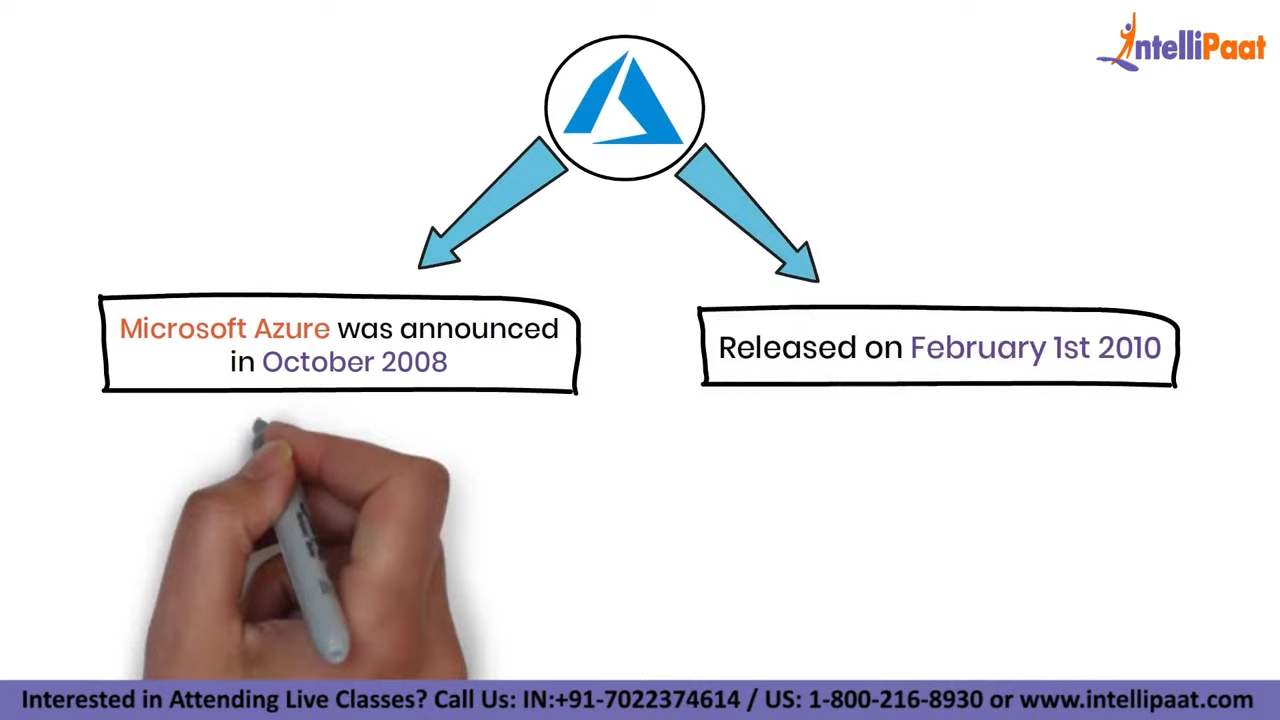 IntelliPaat
Microsoft Azure was announced
in October 2008
Released on February 1st 2010
Interested in Attending Live Classes? Call Us: IN:+91-7022374614 / US: 1-800-216-8930 or www.intellipaat.com